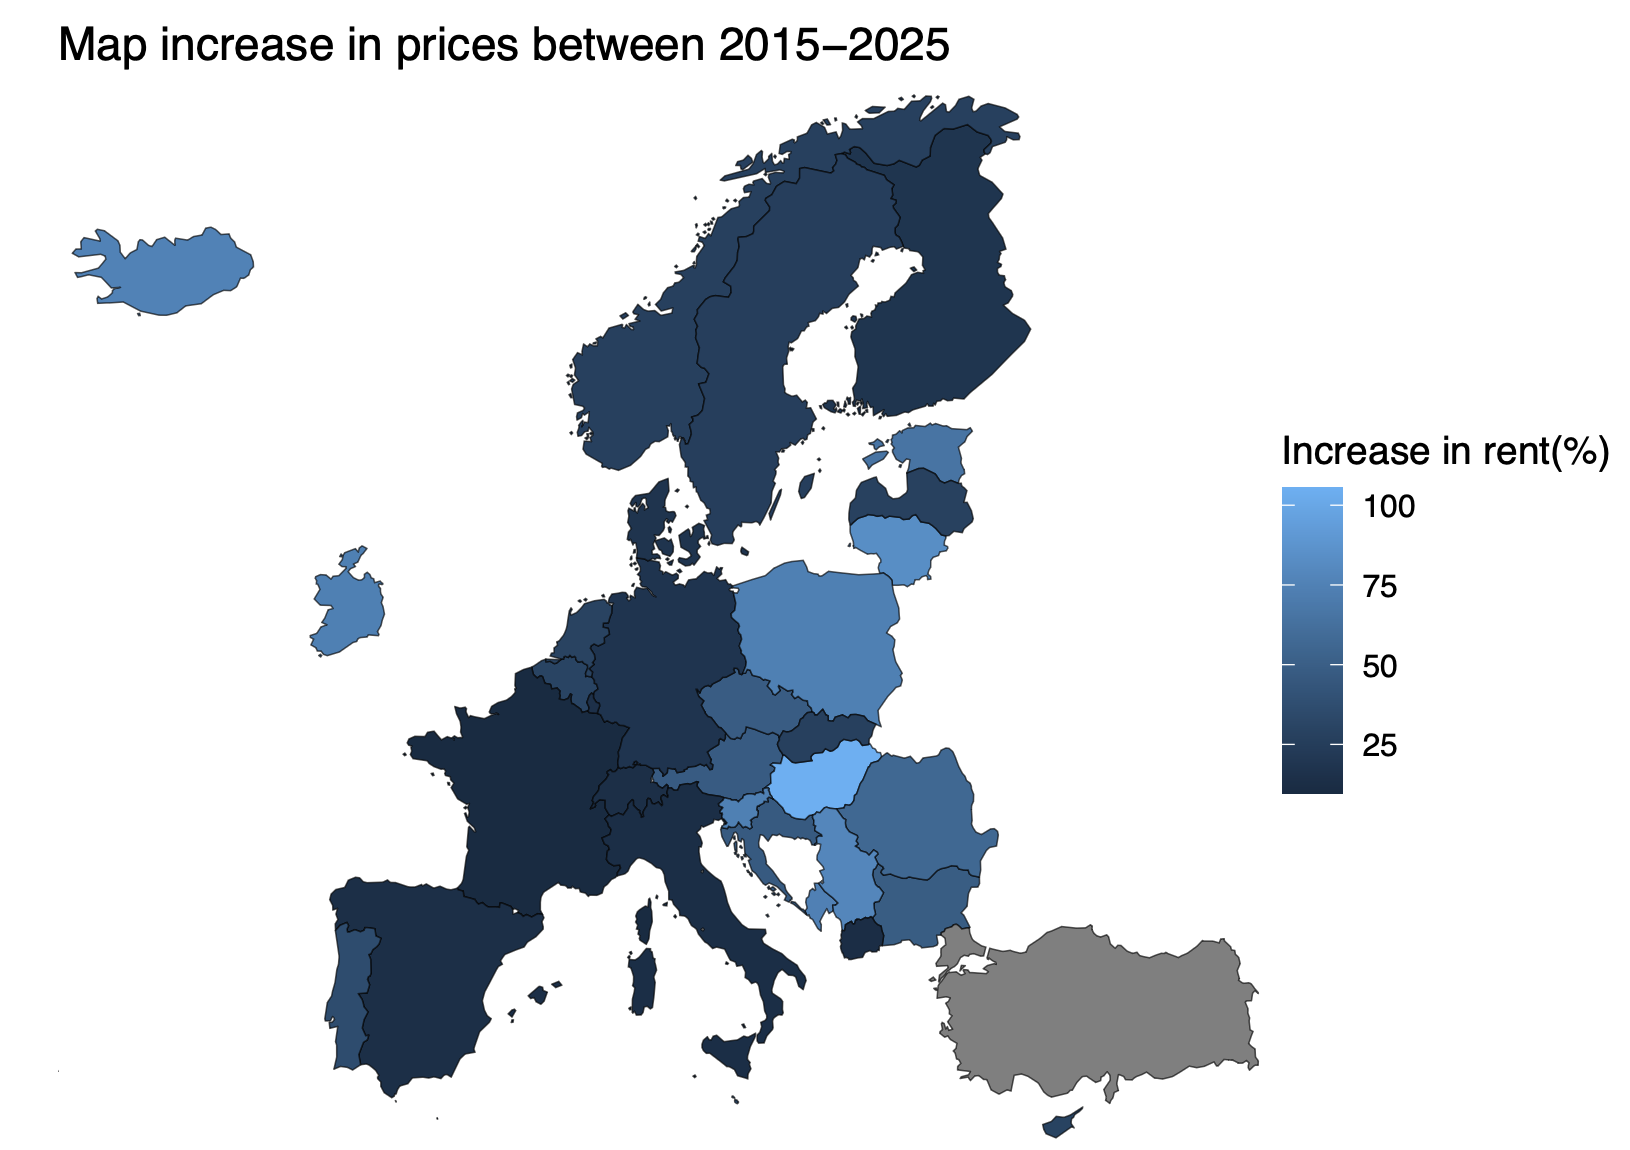 Map increase in prices between 2015−2025
Increase in rent(%)
100
75
50
25